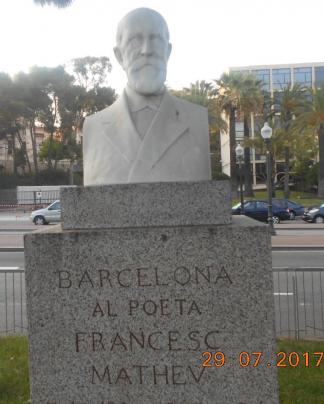 BARCELONA
AL POETA
FRANCESC
MATHEV
29.07.2017